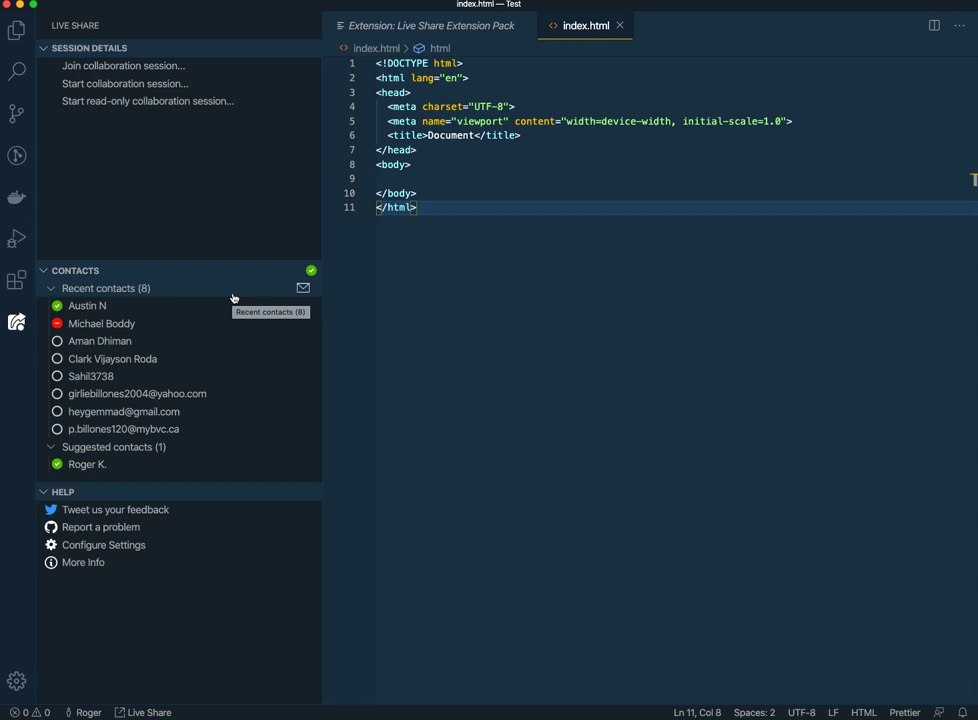 index.html — Test
LIVE SHARE
SESSION DETAILS
Join collaboration session...
Start collaboration session...
Start read-only collaboration session...
CONTACTS
Recent contacts (8)
Recent contacts (8)
Austin N
Michael Boddy
Aman Dhiman
Clark Vijayson Roda
Sahil3738
girliebillones2004@yahoo.com
heygemmad@gmail.com
p.billones120@mybvc.ca
Suggested contacts (1)
Roger K.
HELP
Tweet us your feedback
Report a problem
Configure Settings
More Info
Extension: Live Share Extension Pack
index.html
index.html > html
1 <!DOCTYPE html>
2 <html lang="en">
3 <head>
4 <meta charset="UTF-8">
5 <meta name="viewport" content="width=device-width, initial-scale=1.0">
6 <title>Document</title>
7 </head>
8 <body>
9
10 </body>
11 </html>
0 0 Roger Live Share Ln 11, Col 8 Spaces: 2 UTF-8 LF HTML Prettier